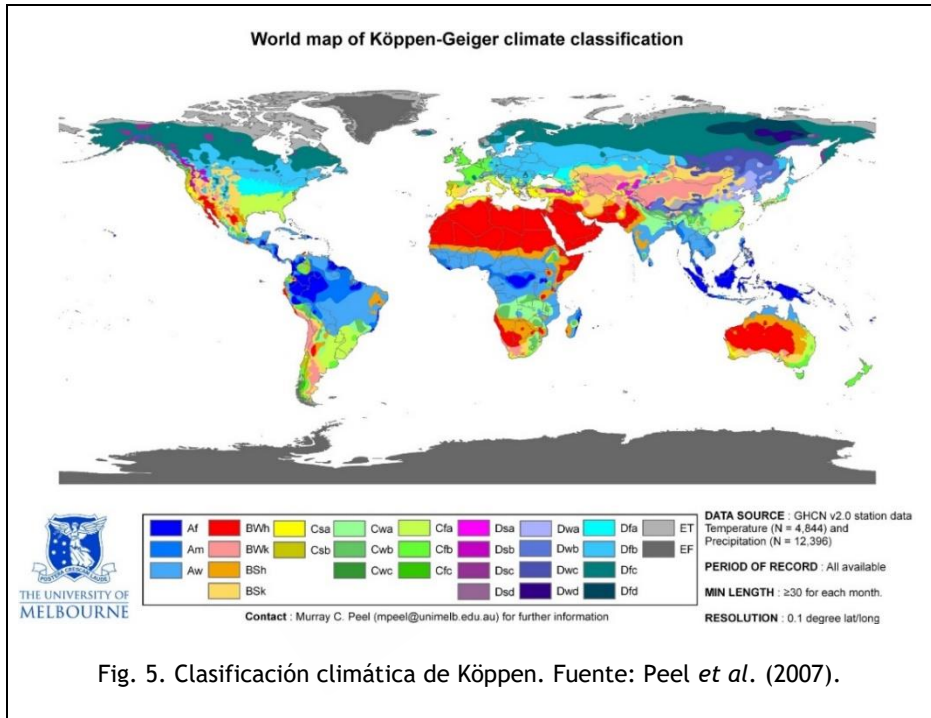 World map of Köppen-Geiger climate classification
Af BWh Csa Cwa Cfa Dsa Dwa Dfa ET
Am BWk Csb Cwb Cfb Dsb Dwb Dfb EF
Aw BSh Cwc Cfc Dsc Dwc Dfc
BSk Dsd Dwd Dfd
POSTERA CRESCAM LAUDE
THE UNIVERSITY OF
MELBOURNE
Contact : Murray C. Peel (mpeel@unimelb.edu.au) for further information
DATA SOURCE : GHCN v2.0 station data
Temperature (N = 4,844) and
Precipitation (N = 12,396)
PERIOD OF RECORD : All available
MIN LENGTH : ≥30 for each month.
RESOLUTION : 0.1 degree lat/long
Fig. 5. Clasificación climática de Köppen. Fuente: Peel et al. (2007).